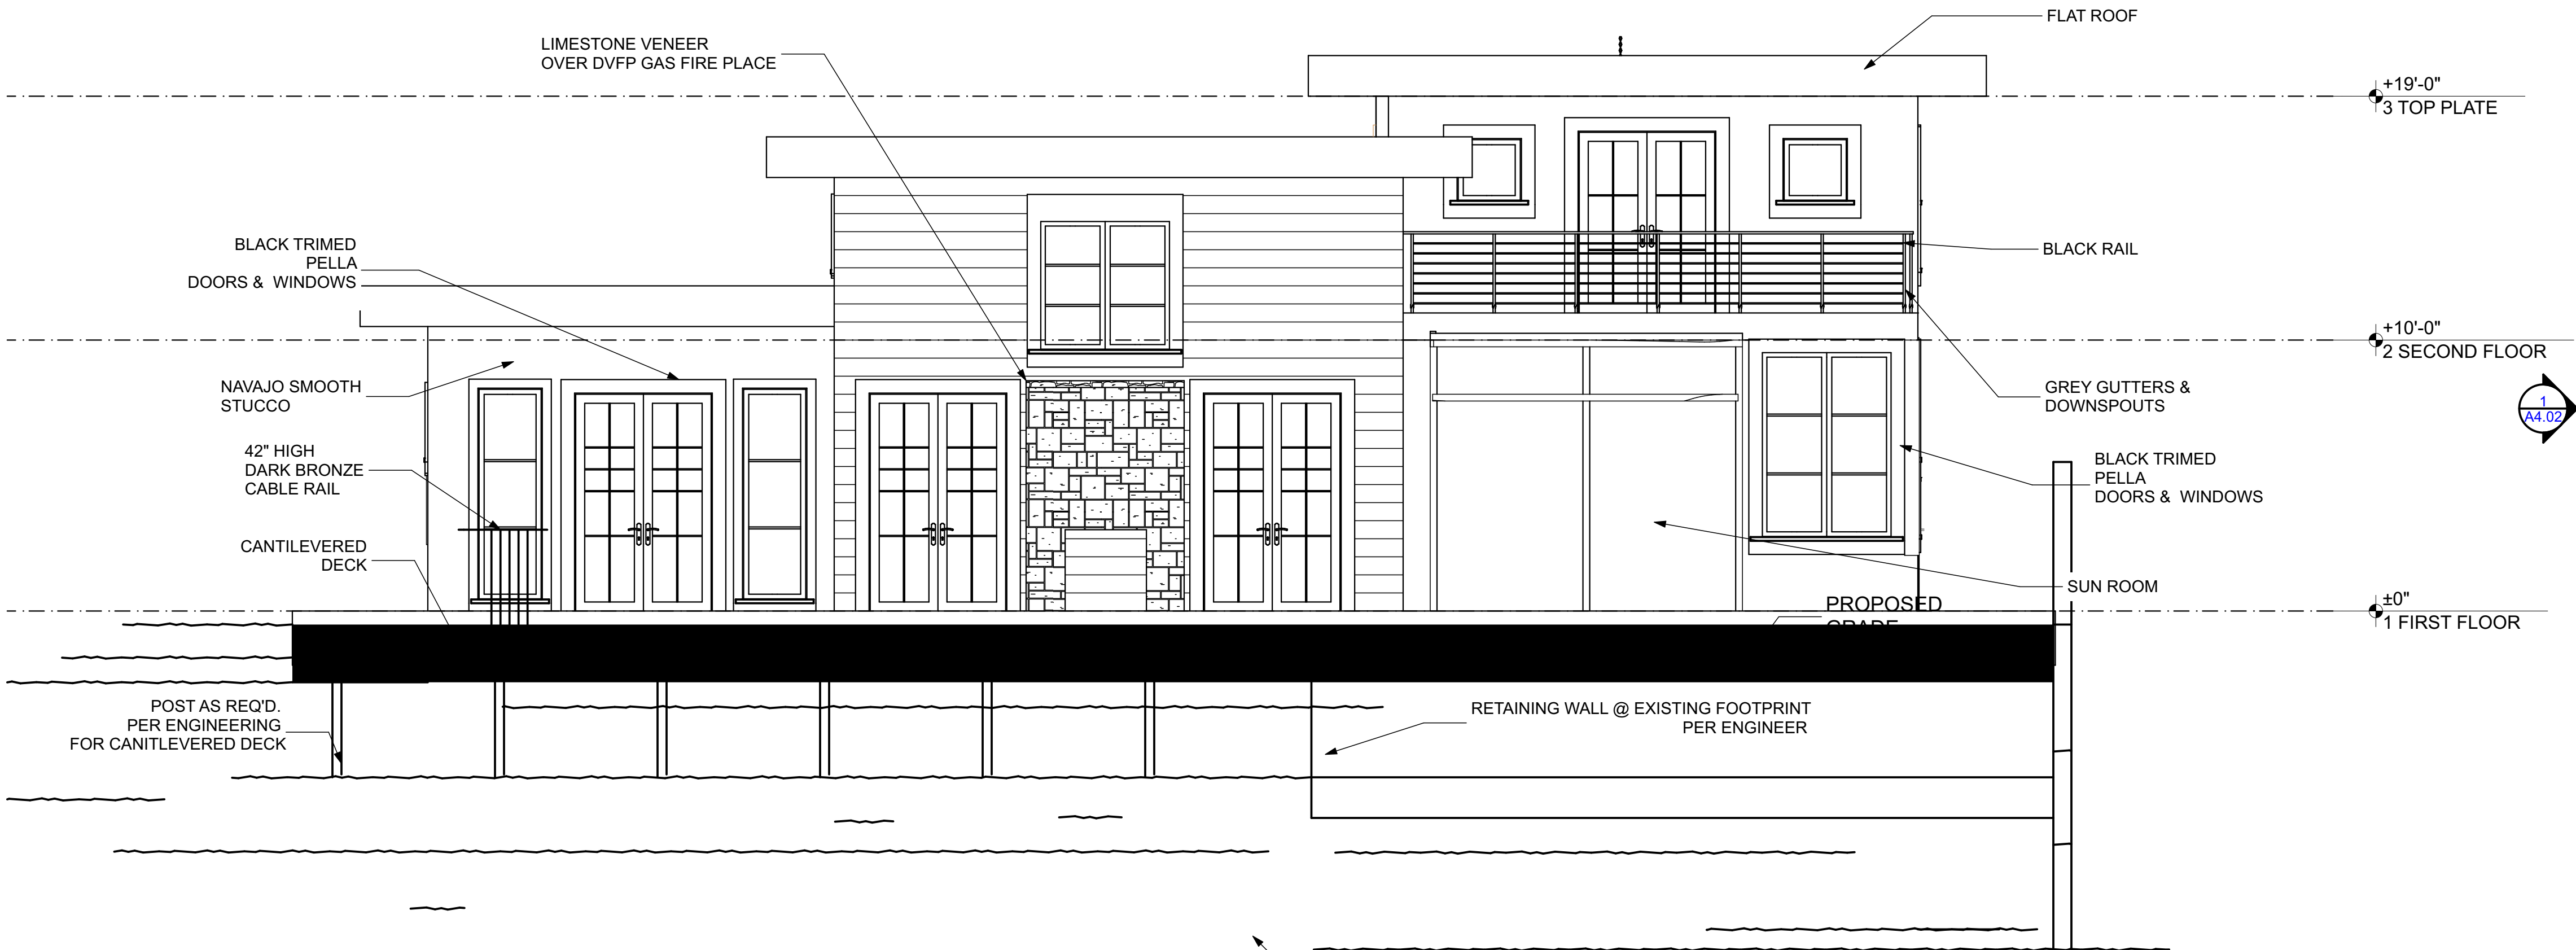 FLAT ROOF
LIMESTONE VENEER
OVER DVFP GAS FIRE PLACE
+19'-0"
3 TOP PLATE
BLACK TRIMED
PELLA
DOORS & WINDOWS
BLACK RAIL
+10'-0"
2 SECOND FLOOR
NAVAJO SMOOTH
STUCCO
GREY GUTTERS &
DOWNSPOUTS
1
A4.02
42" HIGH
DARK BRONZE
CABLE RAIL
BLACK TRIMED
PELLA
DOORS & WINDOWS
CANTILEVERED
DECK
SUN ROOM
±0"
1 FIRST FLOOR
PROPOSED
GRADE
POST AS REQ'D.
PER ENGINEERING
FOR CANITLEVERED DECK
RETAINING WALL @ EXISTING FOOTPRINT
PER ENGINEER